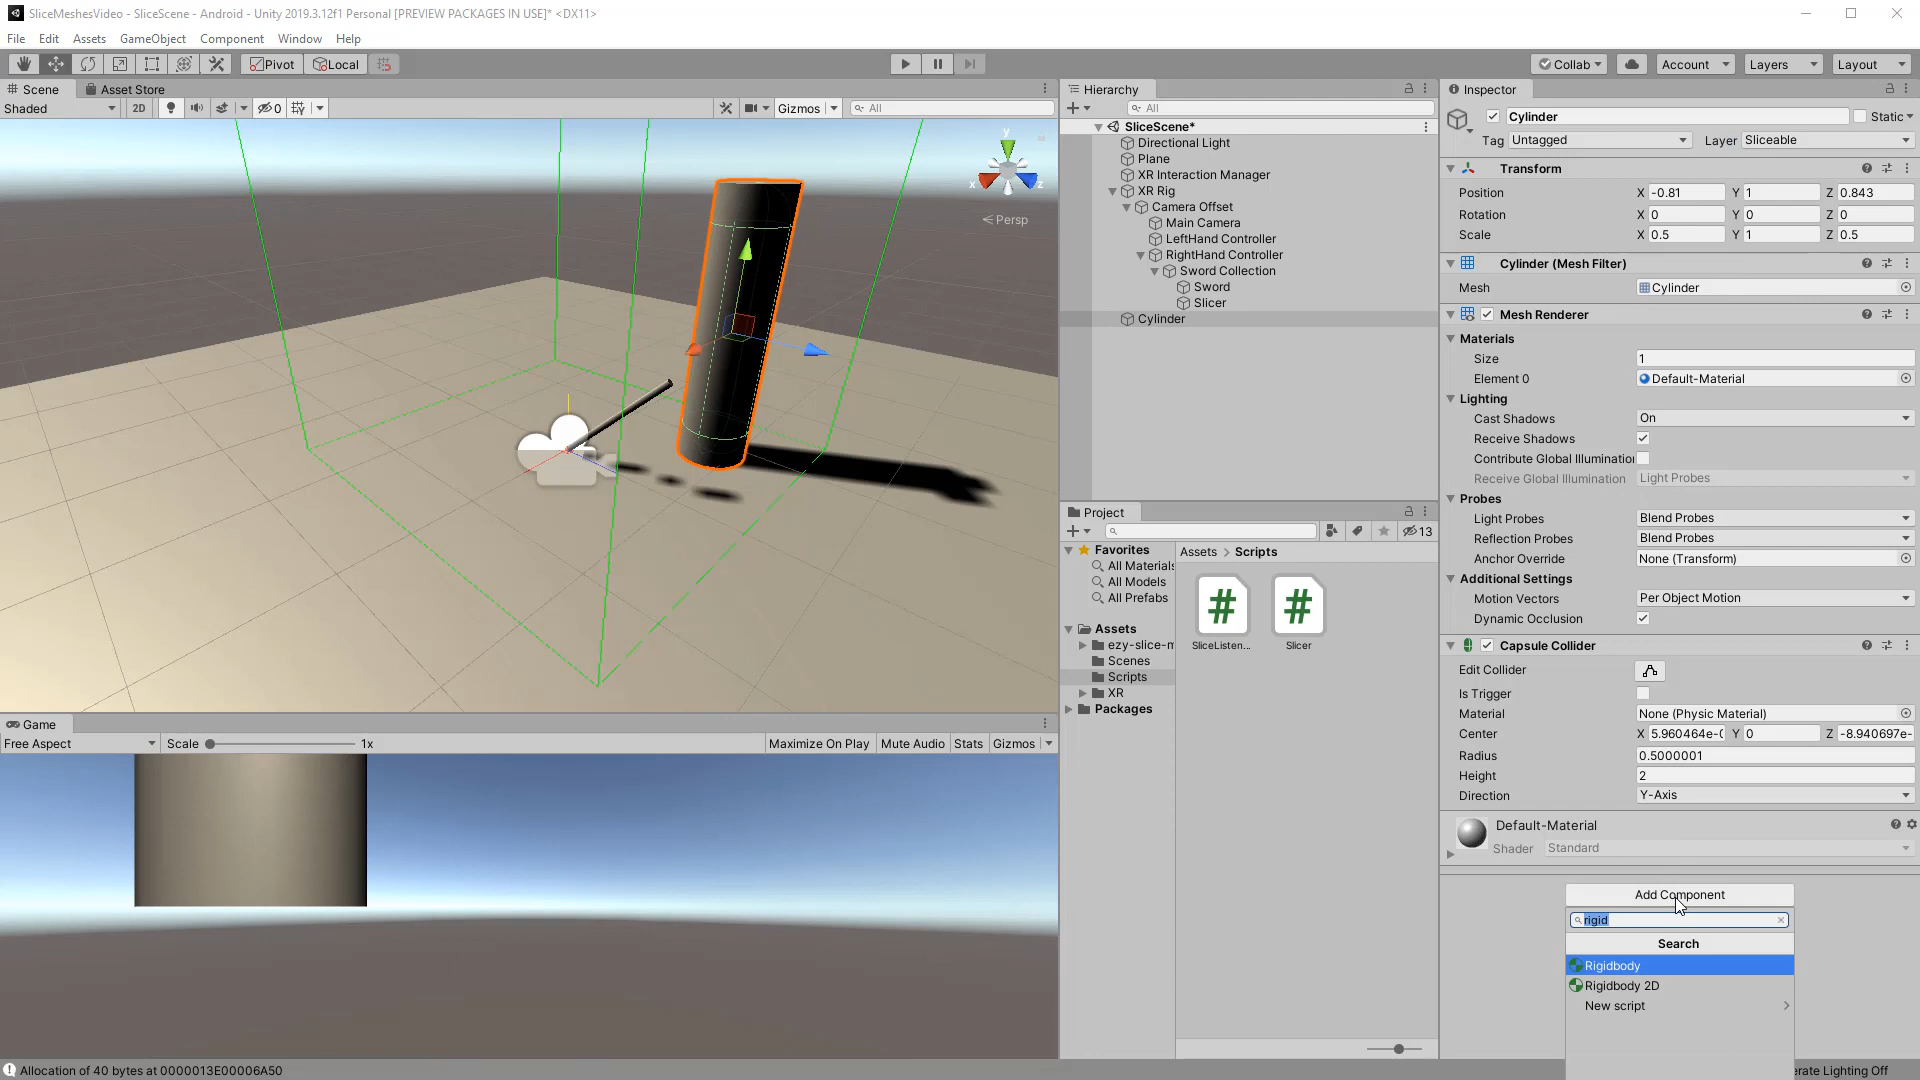 SliceMeshesVideo - SliceScene - Android - Unity 2019.3.12f1 Personal [PREVIEW PACKAGES IN USE]* <DX11>
File Edit Assets GameObject Component Window Help
Pivot Local Collab Account Layers Layout
Scene Asset Store
Shaded 2D 0 Gizmos All
y
x z
Persp
Game
Free Aspect Scale 1x Maximize On Play Mute Audio Stats Gizmos
Hierarchy
All
SliceScene*
Directional Light
Plane
XR Interaction Manager
XR Rig
Camera Offset
Main Camera
LeftHand Controller
RightHand Controller
Sword Collection
Sword
Slicer
Cylinder
Project
13
Favorites
All Materials
All Models
All Prefabs
Assets
ezy-slice-m
Scenes
Scripts
XR
Packages
Assets > Scripts
SliceListen...
Slicer
Inspector
Cylinder Static
Tag Untagged Layer Sliceable
Transform
Position X -0.81 Y 1 Z 0.843
Rotation X 0 Y 0 Z 0
Scale X 0.5 Y 1 Z 0.5
Cylinder (Mesh Filter)
Mesh Cylinder
Mesh Renderer
Materials
Size 1
Element 0 Default-Material
Lighting
Cast Shadows On
Receive Shadows
Contribute Global Illumination
Receive Global Illumination Light Probes
Probes
Light Probes Blend Probes
Reflection Probes Blend Probes
Anchor Override None (Transform)
Additional Settings
Motion Vectors Per Object Motion
Dynamic Occlusion
Capsule Collider
Edit Collider
Is Trigger
Material None (Physic Material)
Center X 5.960464e-( Y 0 Z -8.940697e-
Radius 0.5000001
Height 2
Direction Y-Axis
Default-Material
Shader Standard
Add Component
rigid
Search
Rigidbody
Rigidbody 2D
New script
Allocation of 40 bytes at 0000013E00006A50
erate Lighting Off